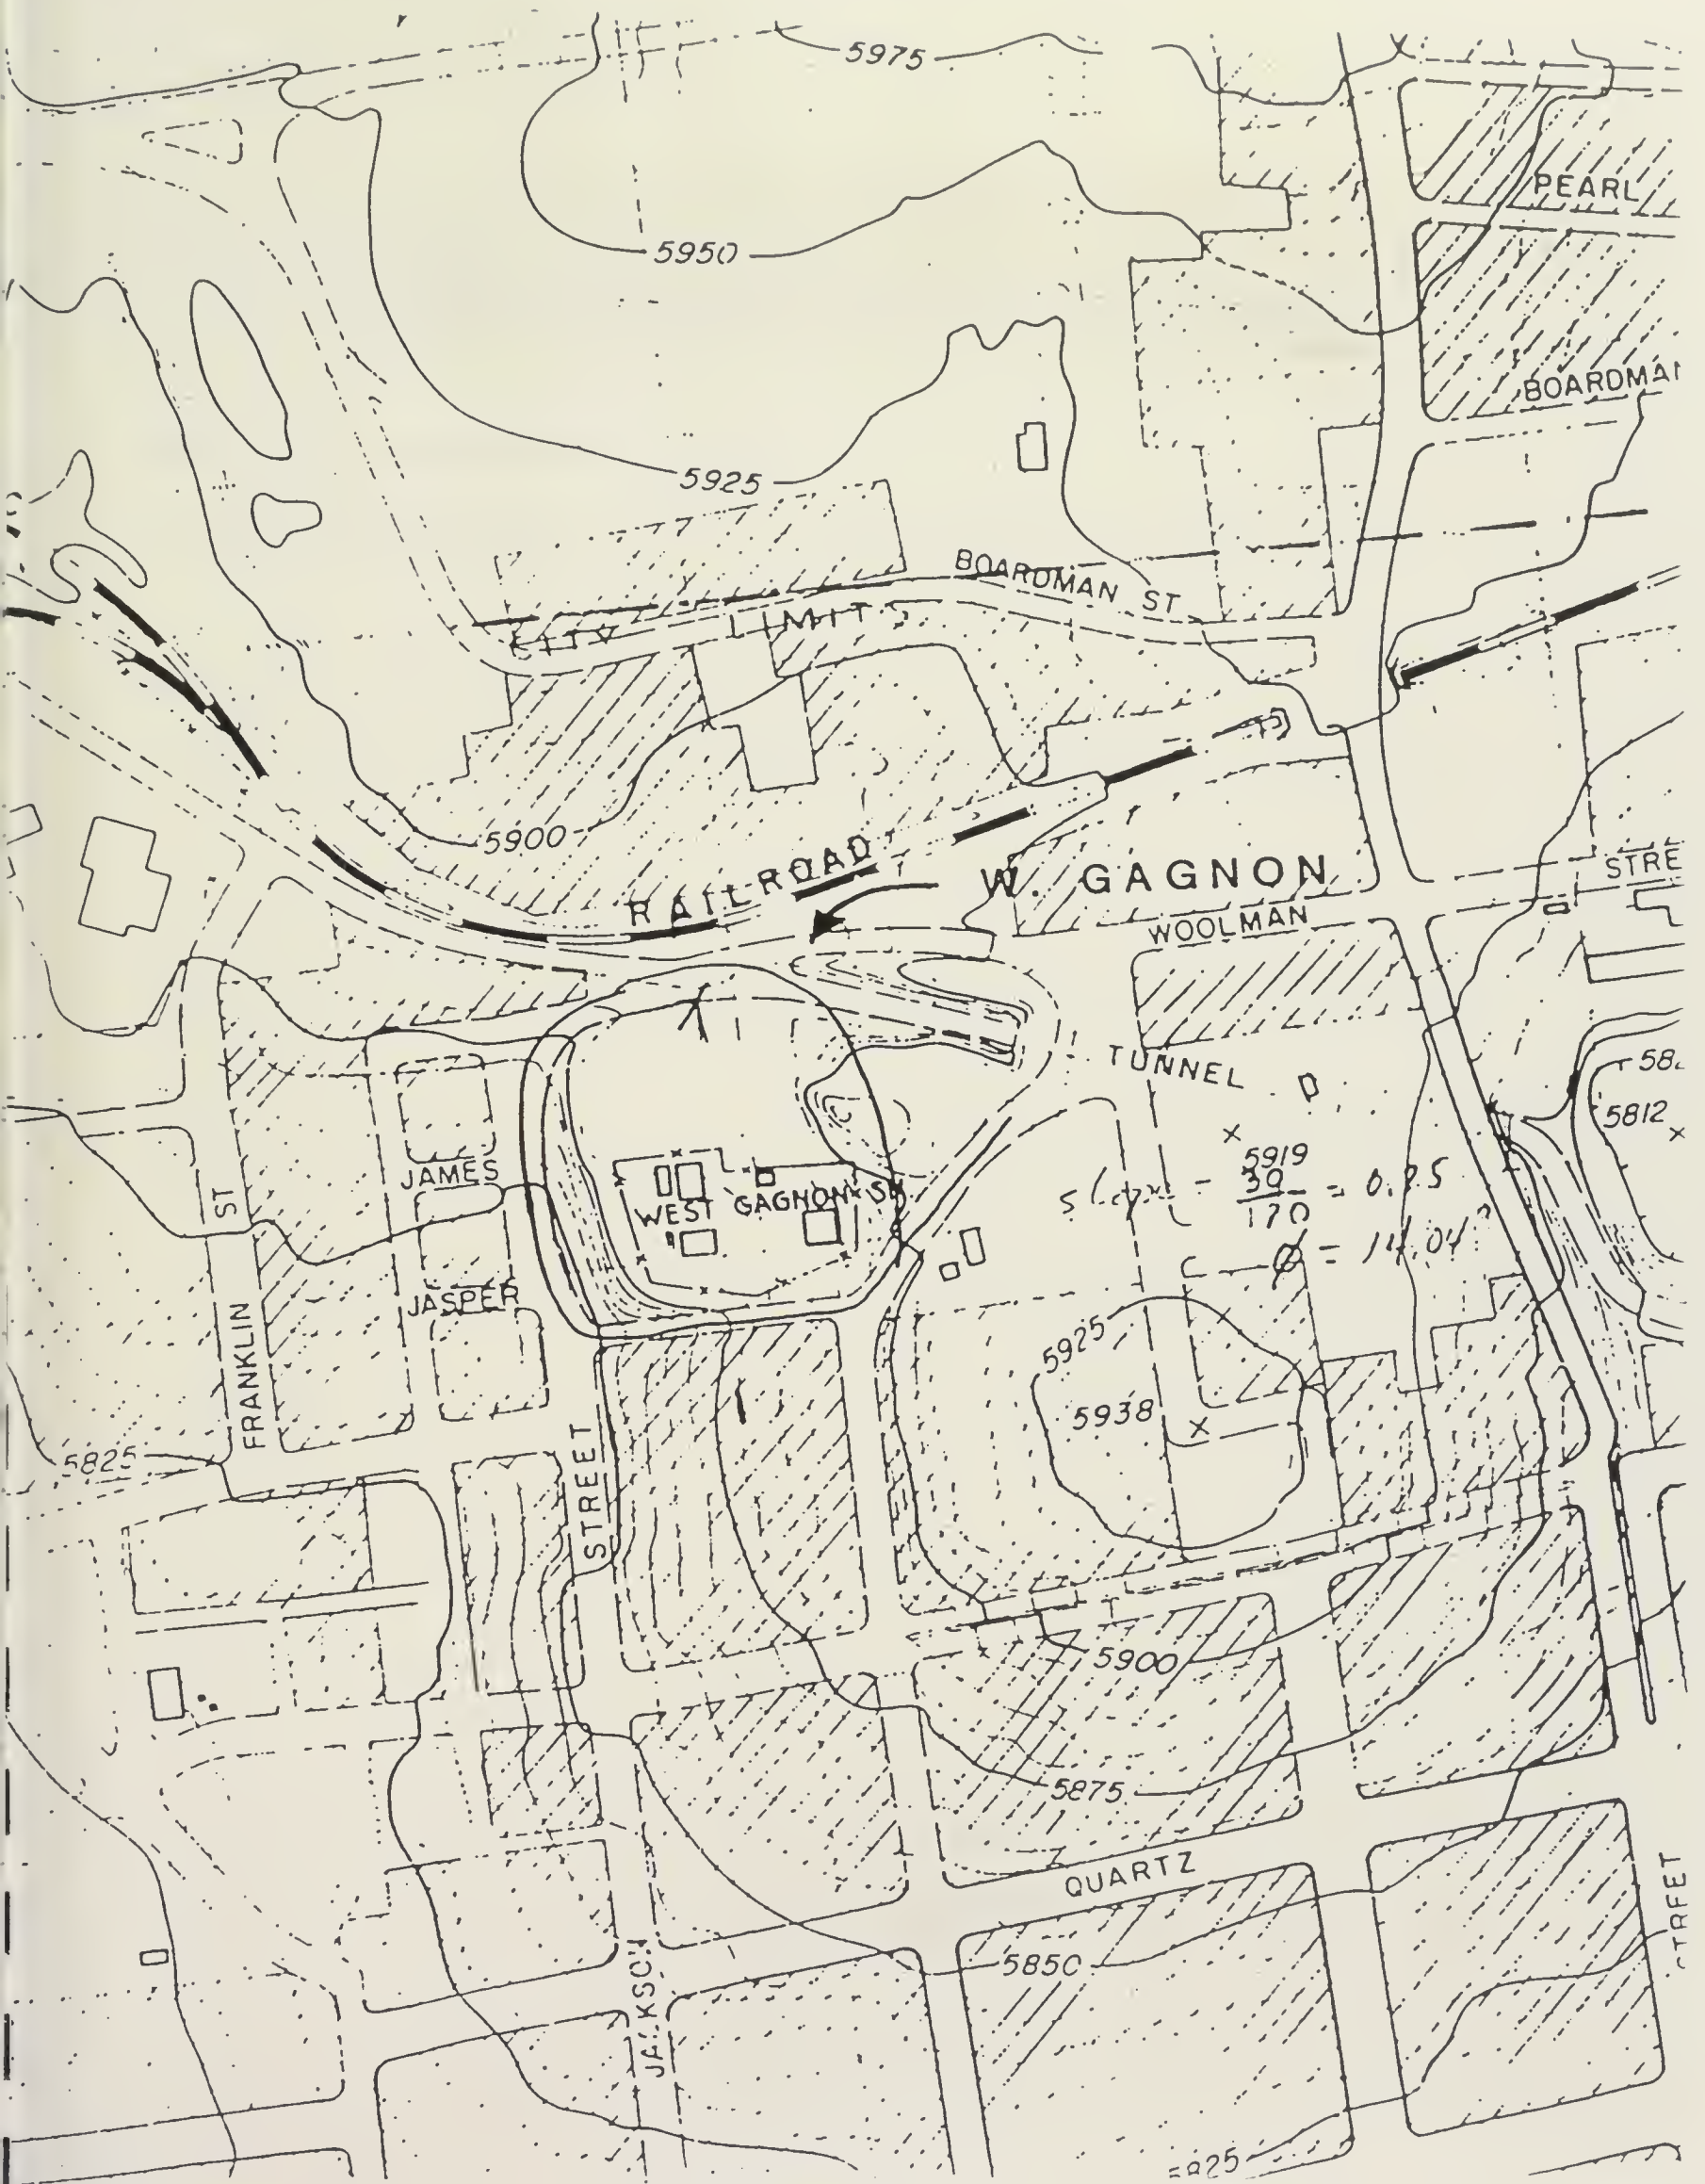 5975
PEARL
5950
BOARDMAN
5925
BOARDMAN ST
CITY LIMITS
5900
RAILROAD
W. GAGNON
STRE
WOOLMAN
TUNNEL
5812
5919
JAMES
ST
WEST GAGNON
30
170
= 0.25
ø = 14.04°
JASPER
FRANKLIN
5925
5938
5825
STREET
5900
5875
QUARTZ
STREET
5850
JACKSON
5825